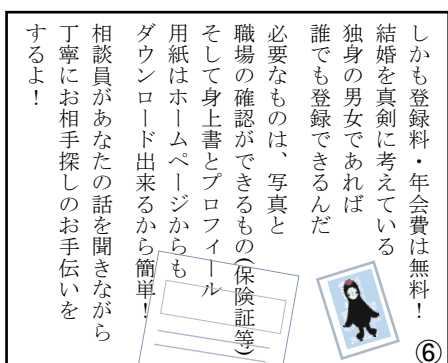 しかも登録料・年会費は無料！
結婚を真剣に考えている
独身の男女であれば
誰でも登録できるんだ
必要なものは、写真と
職場の確認ができるもの(保険証等)
そして身上書とプロフィール
用紙はホームページからも
ダウンロード出来るから簡単！
相談員があなたの話を聞きながら
丁寧にお相手探しのお手伝いを
するよ！
⑥